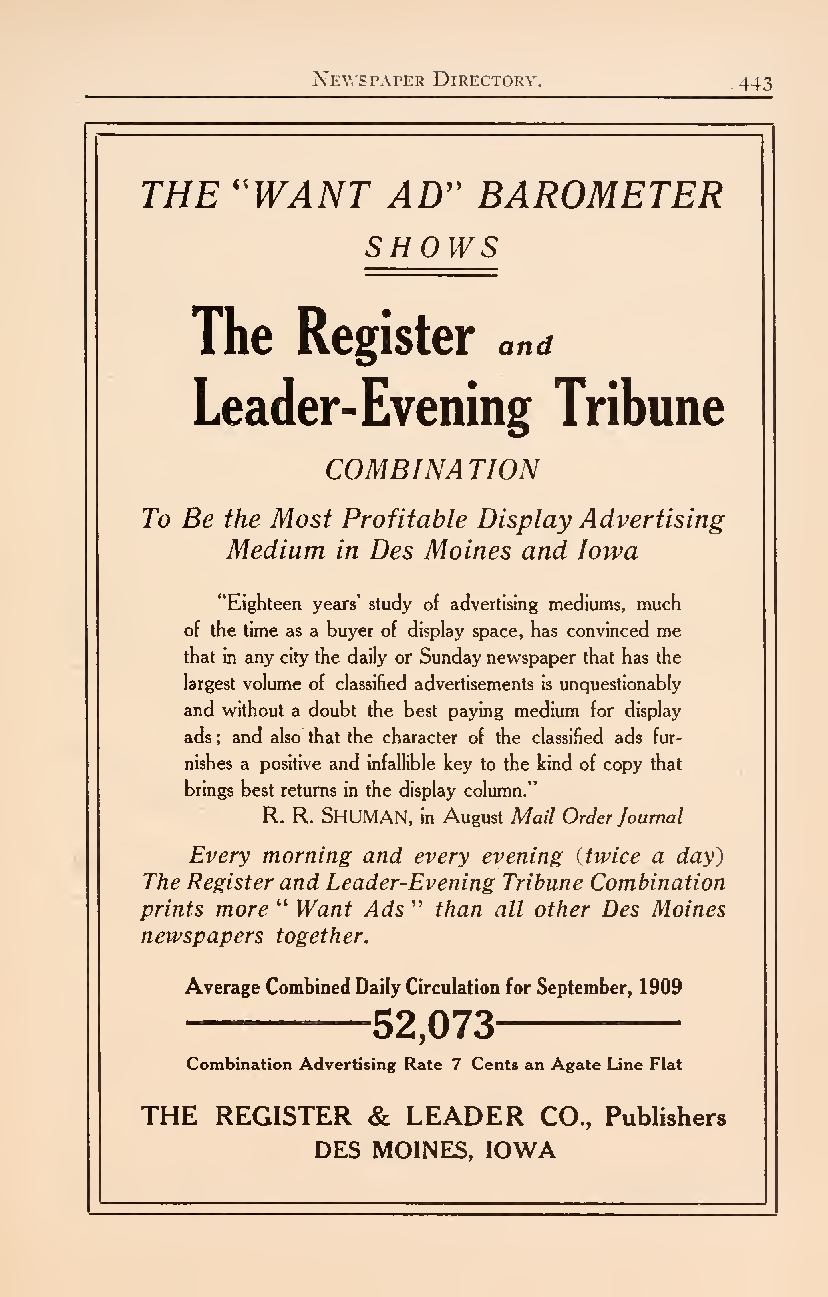 Newspaper Directory.
443
THE "WANT AD" BAROMETER
SHOWS
The Register and
Leader-Evening Tribune
COMBINATION
To Be the Most Profitable Display Advertising
Medium in Des Moines and Iowa
"Eighteen years' study of advertising mediums, much
of the time as a buyer of display space, has convinced me
that in any city the daily or Sunday newspaper that has the
largest volume of classified advertisements is unquestionably
and without a doubt the best paying medium for display
ads; and also that the character of the classified ads fur-
nishes a positive and infallible key to the kind of copy that
brings best returns in the display column."
R. R. SHUMAN, in August Mail Order Journal
Every morning and every evening (twice a day)
The Register and Leader-Evening Tribune Combination
prints more "Want Ads" than all other Des Moines
newspapers together.
Average Combined Daily Circulation for September, 1909
52,073
Combination Advertising Rate 7 Cents an Agate Line Flat
THE REGISTER & LEADER CO., Publishers
DES MOINES, IOWA